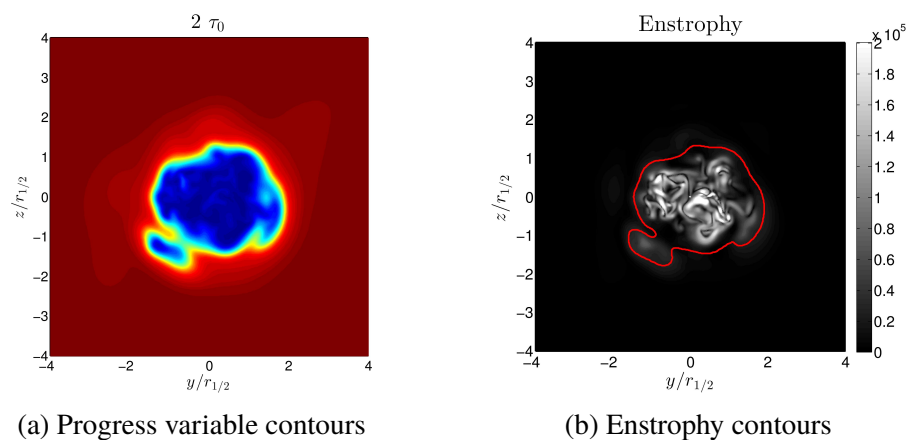 2 τ₀
4
3
2
1
0
−1
−2
−3
−4
z/r₁/₂
−4 −2 0 2 4
y/r₁/₂
(a) Progress variable contours
Enstrophy
4
3
2
1
0
−1
−2
−3
−4
z/r₁/₂
−4 −2 0 2 4
y/r₁/₂
x 10⁵
2
1.8
1.6
1.4
1.2
1
0.8
0.6
0.4
0.2
0
(b) Enstrophy contours